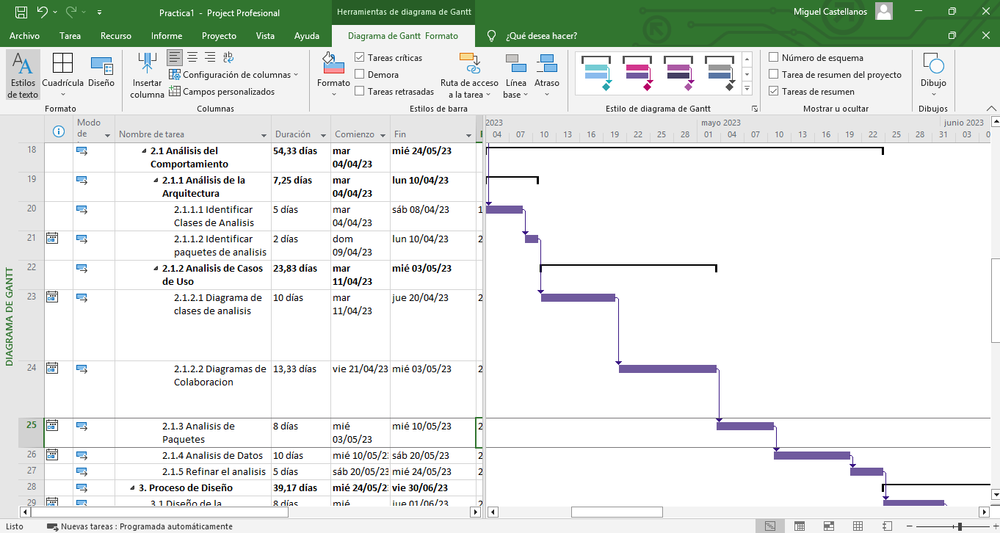 Practica1 - Project Profesional
Herramientas de diagrama de Gantt
Miguel Castellanos
Archivo Tarea Recurso Informe Proyecto Vista Ayuda Diagrama de Gantt Formato ¿Qué desea hacer?
Estilos de texto
Cuadrícula
Diseño
Formato
Insertar columna
Configuración de columnas
Campos personalizados
Columnas
Formato
Tareas críticas
Demora
Tareas retrasadas
Ruta de acceso a la tarea
Línea base
Atraso
Estilos de barra
Estilo de diagrama de Gantt
Número de esquema
Tarea de resumen del proyecto
Tareas de resumen
Mostrar u ocultar
Dibujo
Dibujos
Modo de
Nombre de tarea
Duración
Comienzo
Fin
2023 mayo 2023 junio 2023
04 07 10 13 16 19 22 25 28 01 04 07 10 13 16 19 22 25 28 31 03
DIAGRAMA DE GANTT
18 2.1 Análisis del Comportamiento 54,33 días mar 04/04/23 mié 24/05/23
19 2.1.1 Análisis de la Arquitectura 7,25 días mar 04/04/23 lun 10/04/23
20 2.1.1.1 Identificar Clases de Analisis 5 días mar 04/04/23 sáb 08/04/23 1
21 2.1.1.2 Identificar paquetes de analisis 2 días dom 09/04/23 lun 10/04/23 2
22 2.1.2 Analisis de Casos de Uso 23,83 días mar 11/04/23 mié 03/05/23
23 2.1.2.1 Diagrama de clases de analisis 10 días mar 11/04/23 jue 20/04/23 2
24 2.1.2.2 Diagramas de Colaboracion 13,33 días vie 21/04/23 mié 03/05/23 2
25 2.1.3 Analisis de Paquetes 8 días mié 03/05/23 mié 10/05/23 2
26 2.1.4 Analisis de Datos 10 días mié 10/05/2 sáb 20/05/23 2
27 2.1.5 Refinar el analisis 5 días sáb 20/05/2 mié 24/05/23 2
28 3. Proceso de Diseño 39,17 días mié 24/05/2 vie 30/06/23
29 3.1 Diseño de la 8 días mié jue 01/06/23 2
Listo
Nuevas tareas : Programada automáticamente